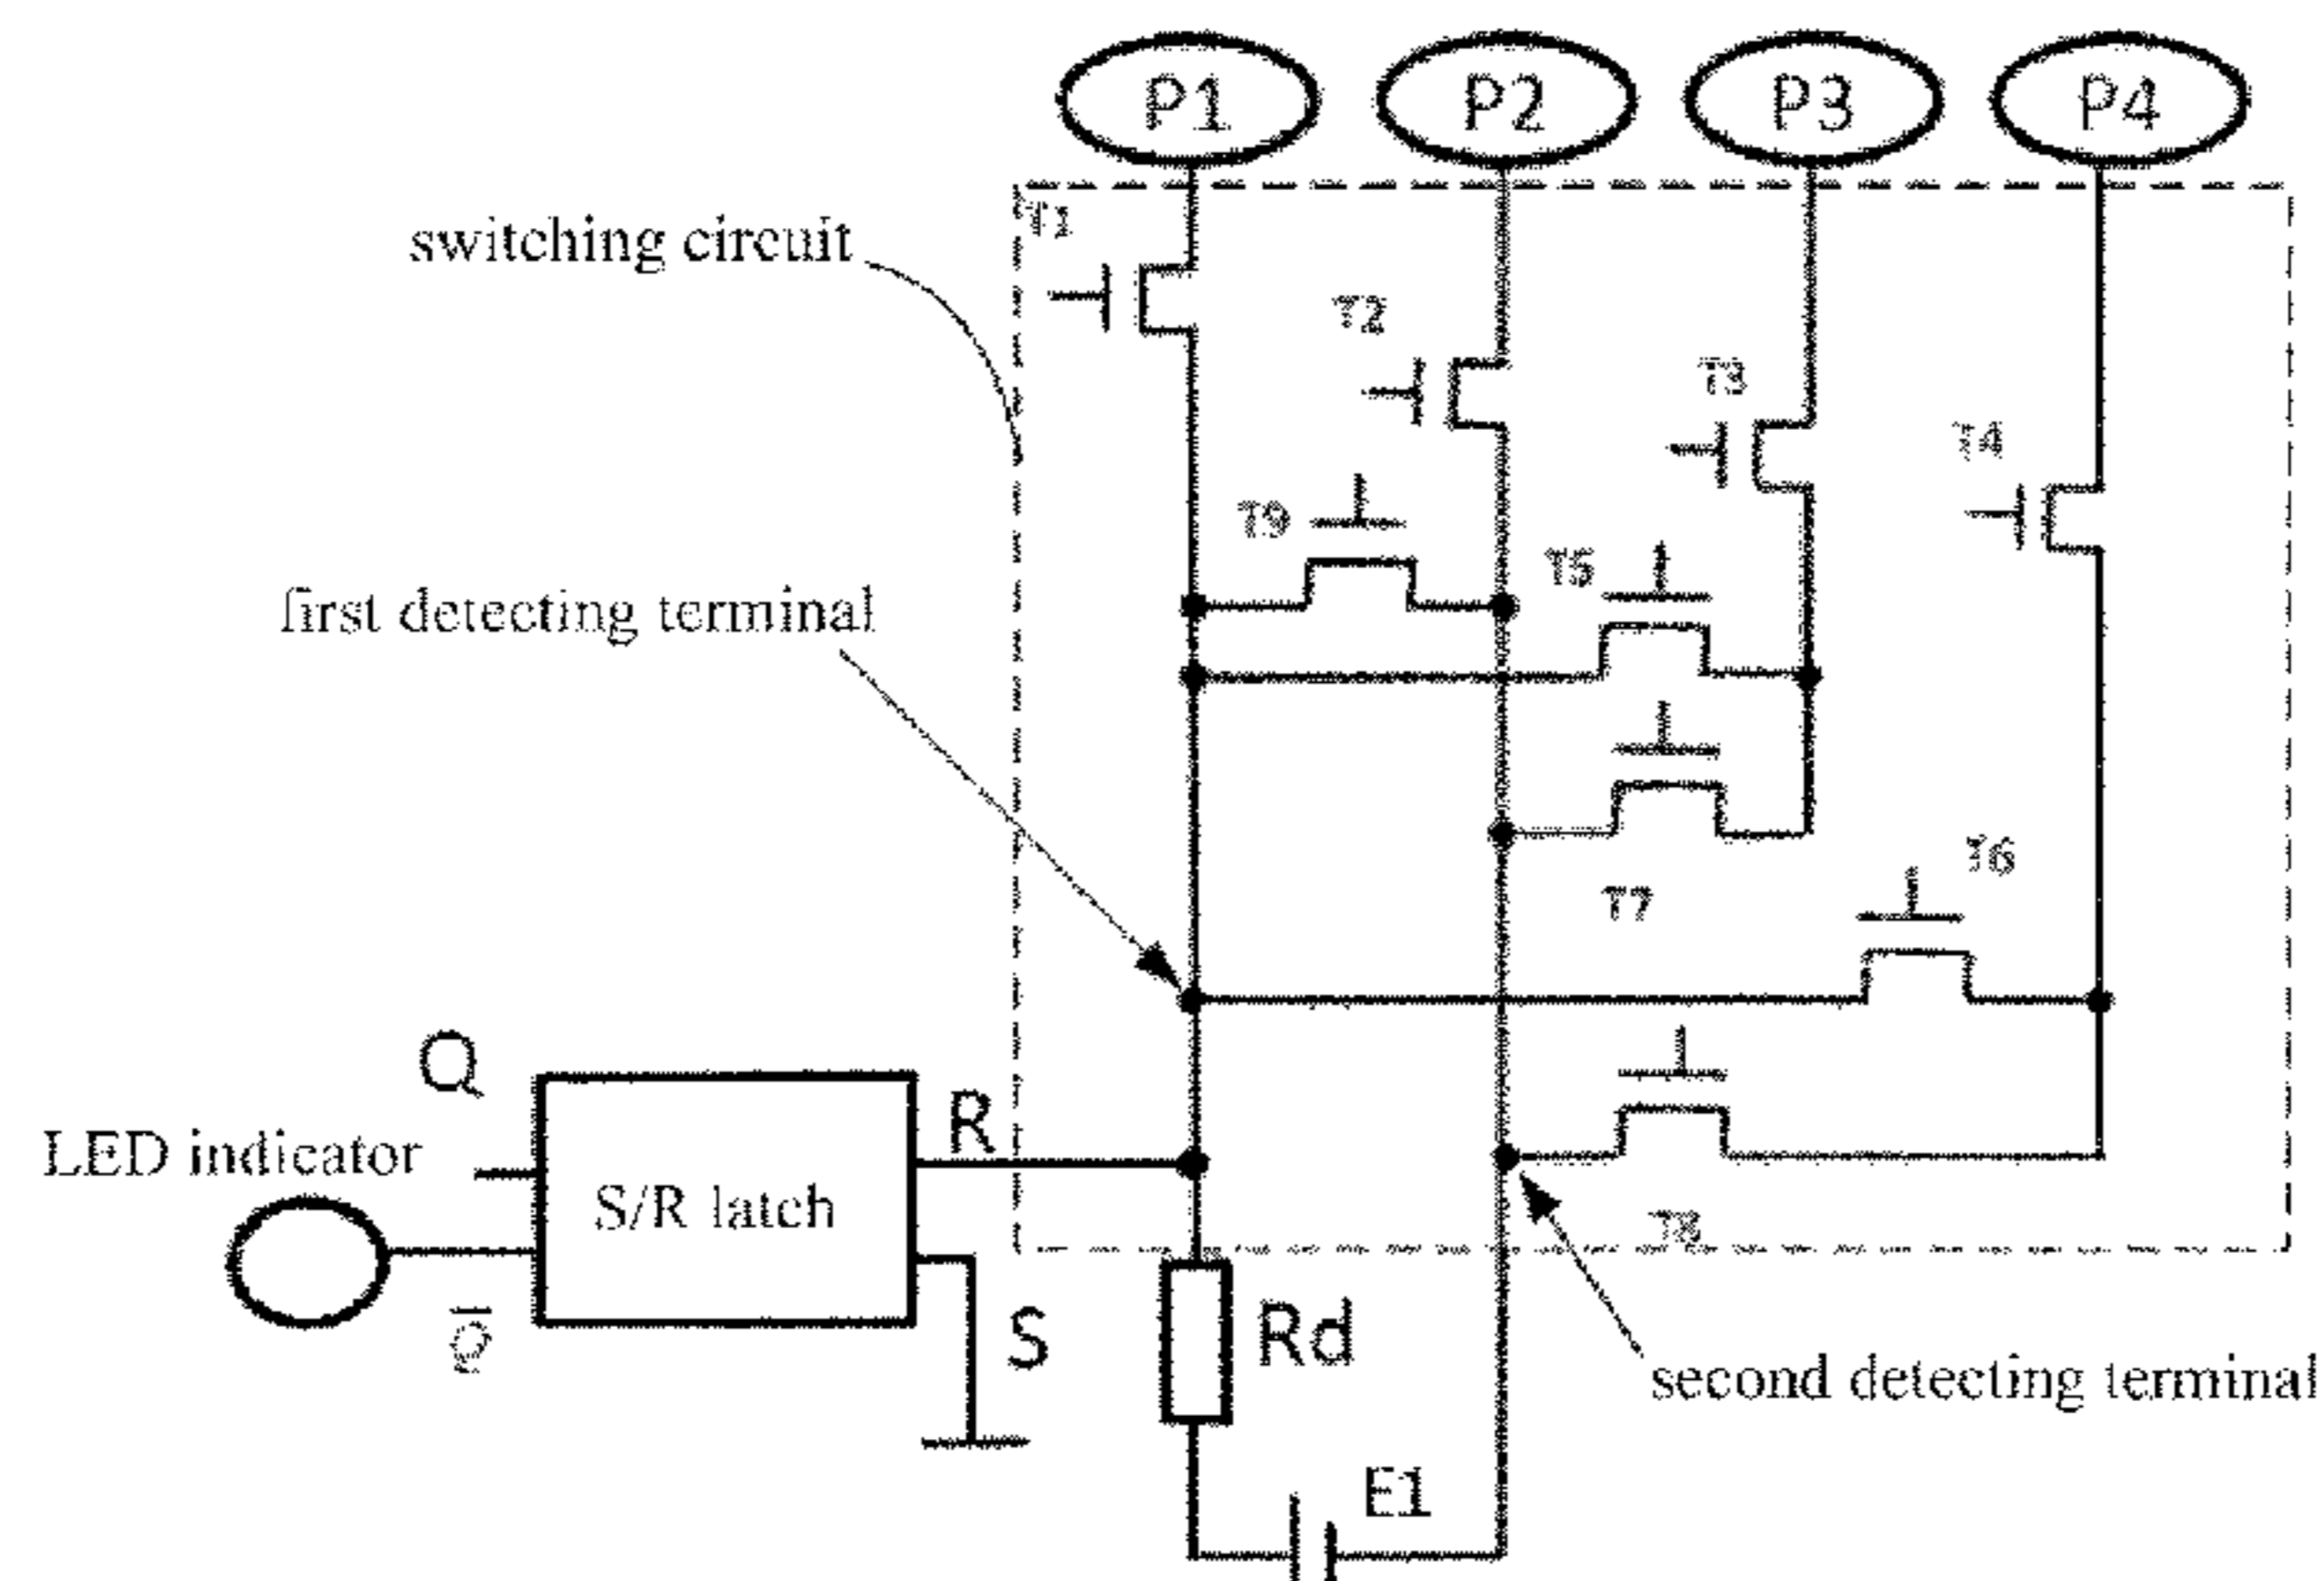 P1 P2 P3 P4
T1
switching circuit
T2
T3
T4
T9
T5
first detecting terminal
T6
T7
Q
R
LED indicator
S/R latch
T8
Q̅
S
Rd
second detecting terminal
E1